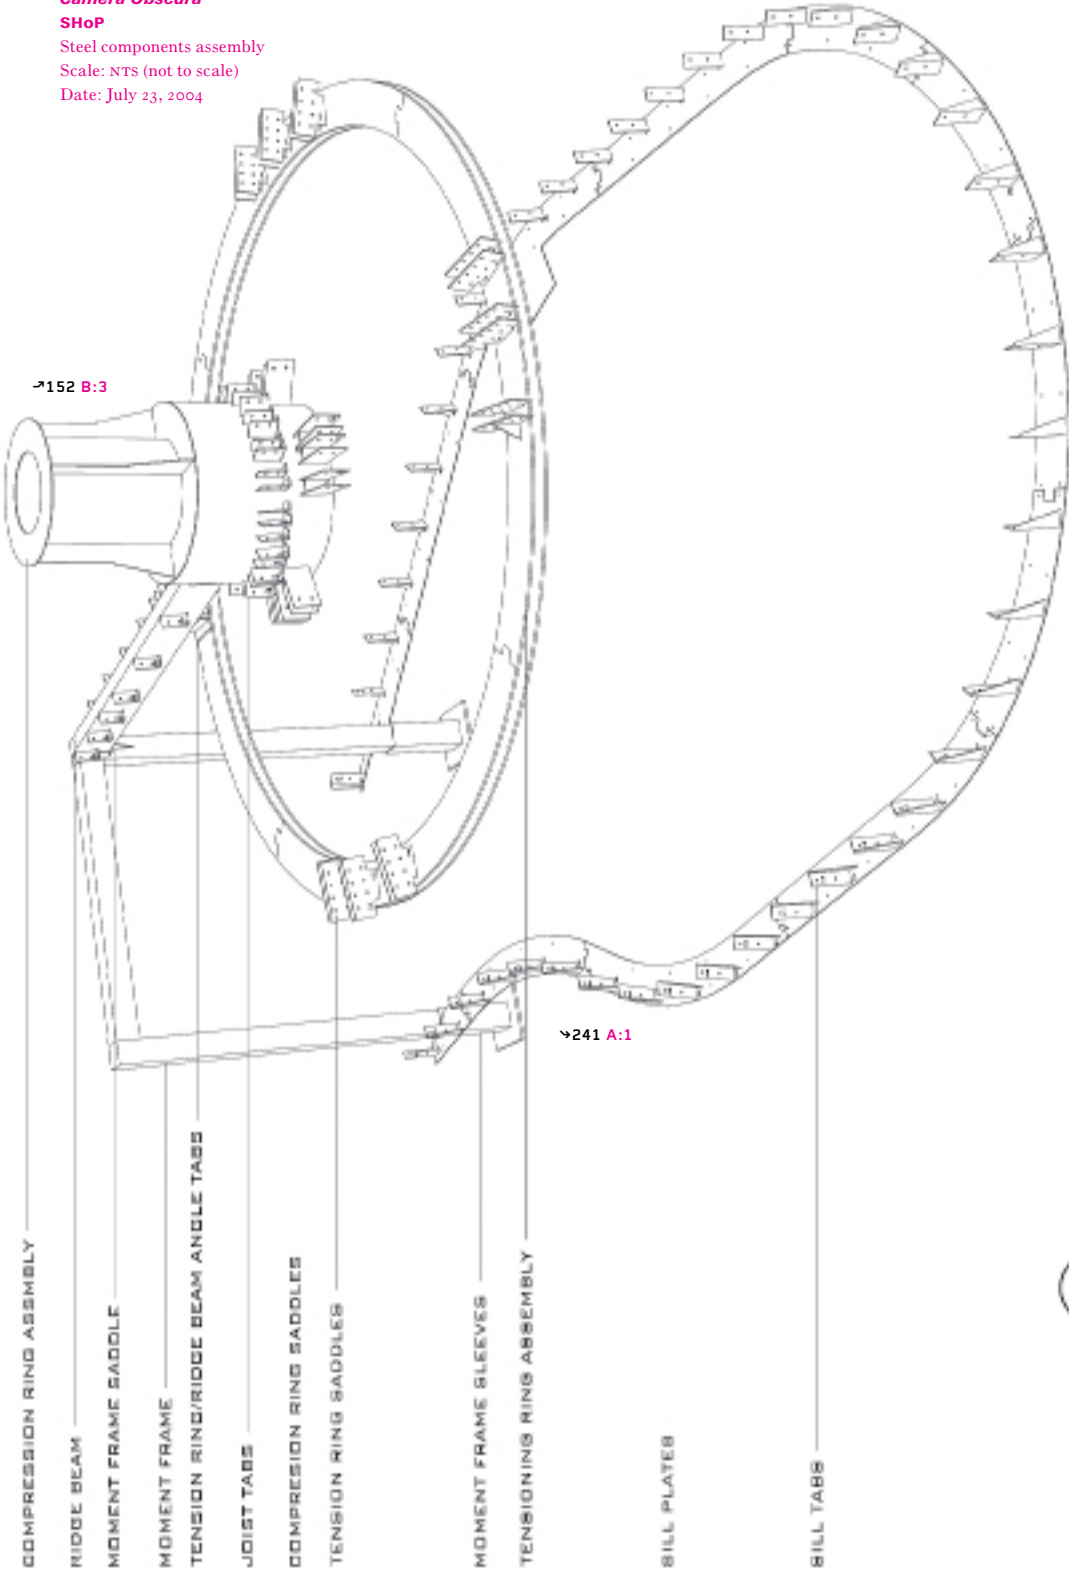 Camera Obscura
SHoP
Steel components assembly
Scale: NTS (not to scale)
Date: July 23, 2004
↗152 B:3
↘241 A:1
COMPRESSION RING ASSMBLY
RIDGE BEAM
MOMENT FRAME SADDLE
MOMENT FRAME
TENSION RING/RIDGE BEAM ANGLE TABS
JOIST TABS
COMPRESION RING SADDLES
TENSION RING SADDLES
MOMENT FRAME SLEEVES
TENSIONING RING ASSEMBLY
SILL PLATES
SILL TABS